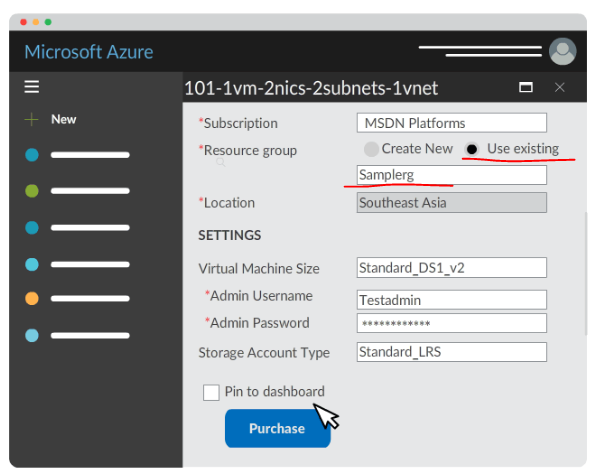 Microsoft Azure
101-1vm-2nics-2subnets-1vnet
New
*Subscription MSDN Platforms
*Resource group Create New Use existing
Samplerg
*Location Southeast Asia
SETTINGS
Virtual Machine Size Standard_DS1_v2
*Admin Username Testadmin
*Admin Password ************
Storage Account Type Standard_LRS
Pin to dashboard
Purchase